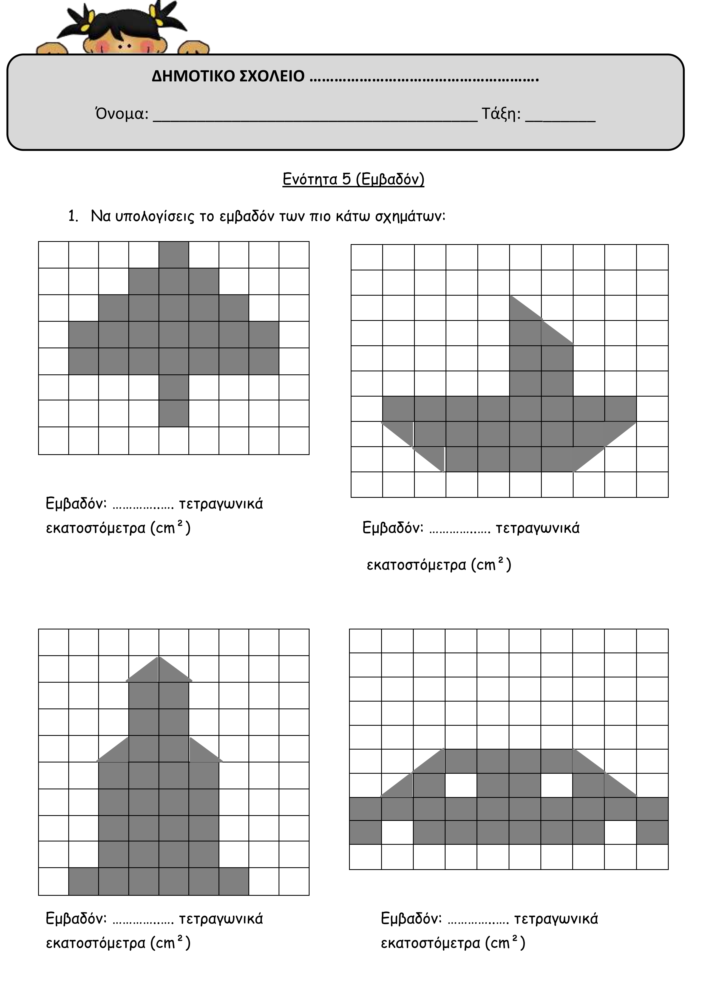 ΔΗΜΟΤΙΚΟ ΣΧΟΛΕΙΟ ……………………………………………….
Όνομα: _____________________________________ Τάξη: ________
Ενότητα 5 (Εμβαδόν)
1. Να υπολογίσεις το εμβαδόν των πιο κάτω σχημάτων:
Εμβαδόν: ………….….. τετραγωνικά
εκατοστόμετρα (cm²)
Εμβαδόν: ………….….. τετραγωνικά
εκατοστόμετρα (cm²)
Εμβαδόν: ………….….. τετραγωνικά
εκατοστόμετρα (cm²)
Εμβαδόν: ………….….. τετραγωνικά
εκατοστόμετρα (cm²)